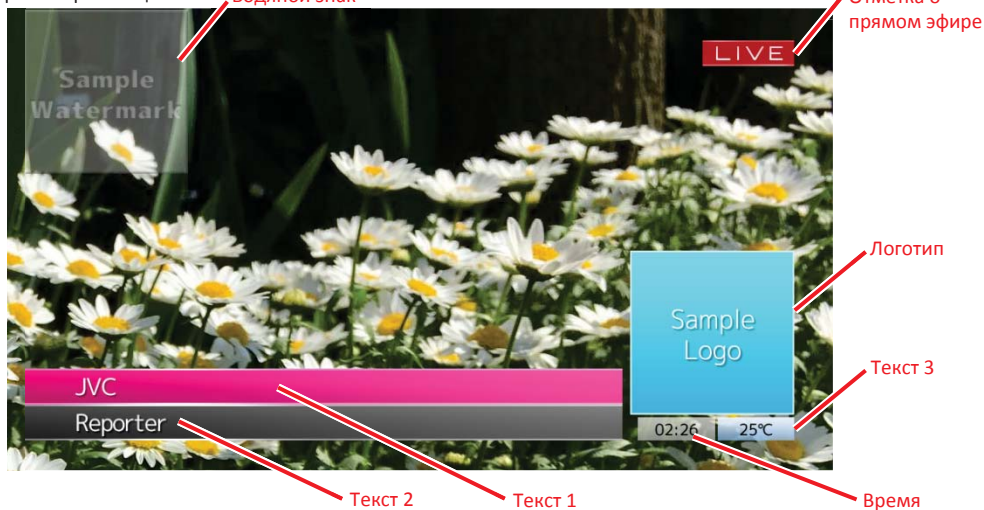 Водяной знак
Отметка о
прямом эфире
LIVE
Sample
Watermark
Логотип
Sample
Logo
Текст 3
JVC
Reporter
02:26
25℃
Текст 2
Текст 1
Время